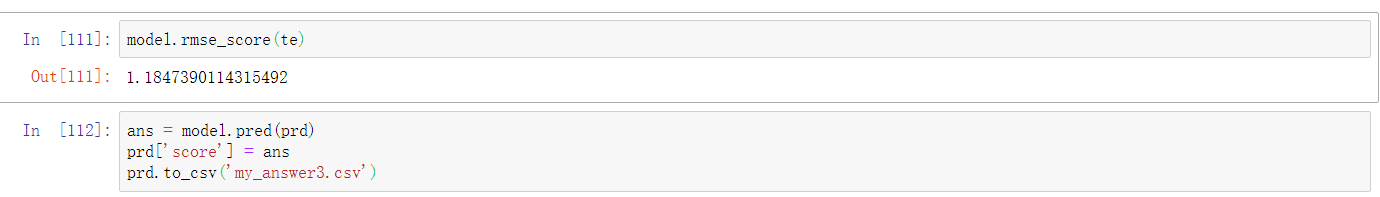 In [111]: model.rmse_score(te)
Out[111]: 1.1847390114315492
In [112]: ans = model.pred(prd)
prd['score'] = ans
prd.to_csv('my_answer3.csv')